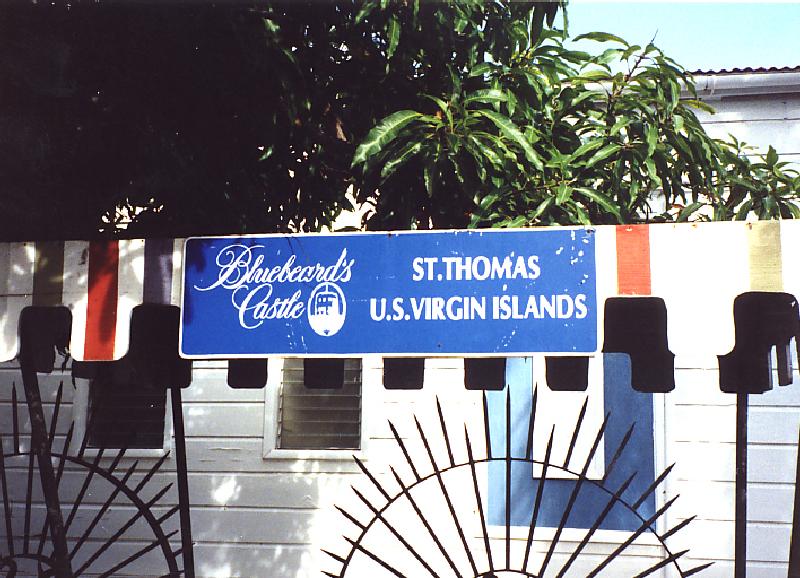 Bluebeard's
Castle
ST. THOMAS
U.S. VIRGIN ISLANDS